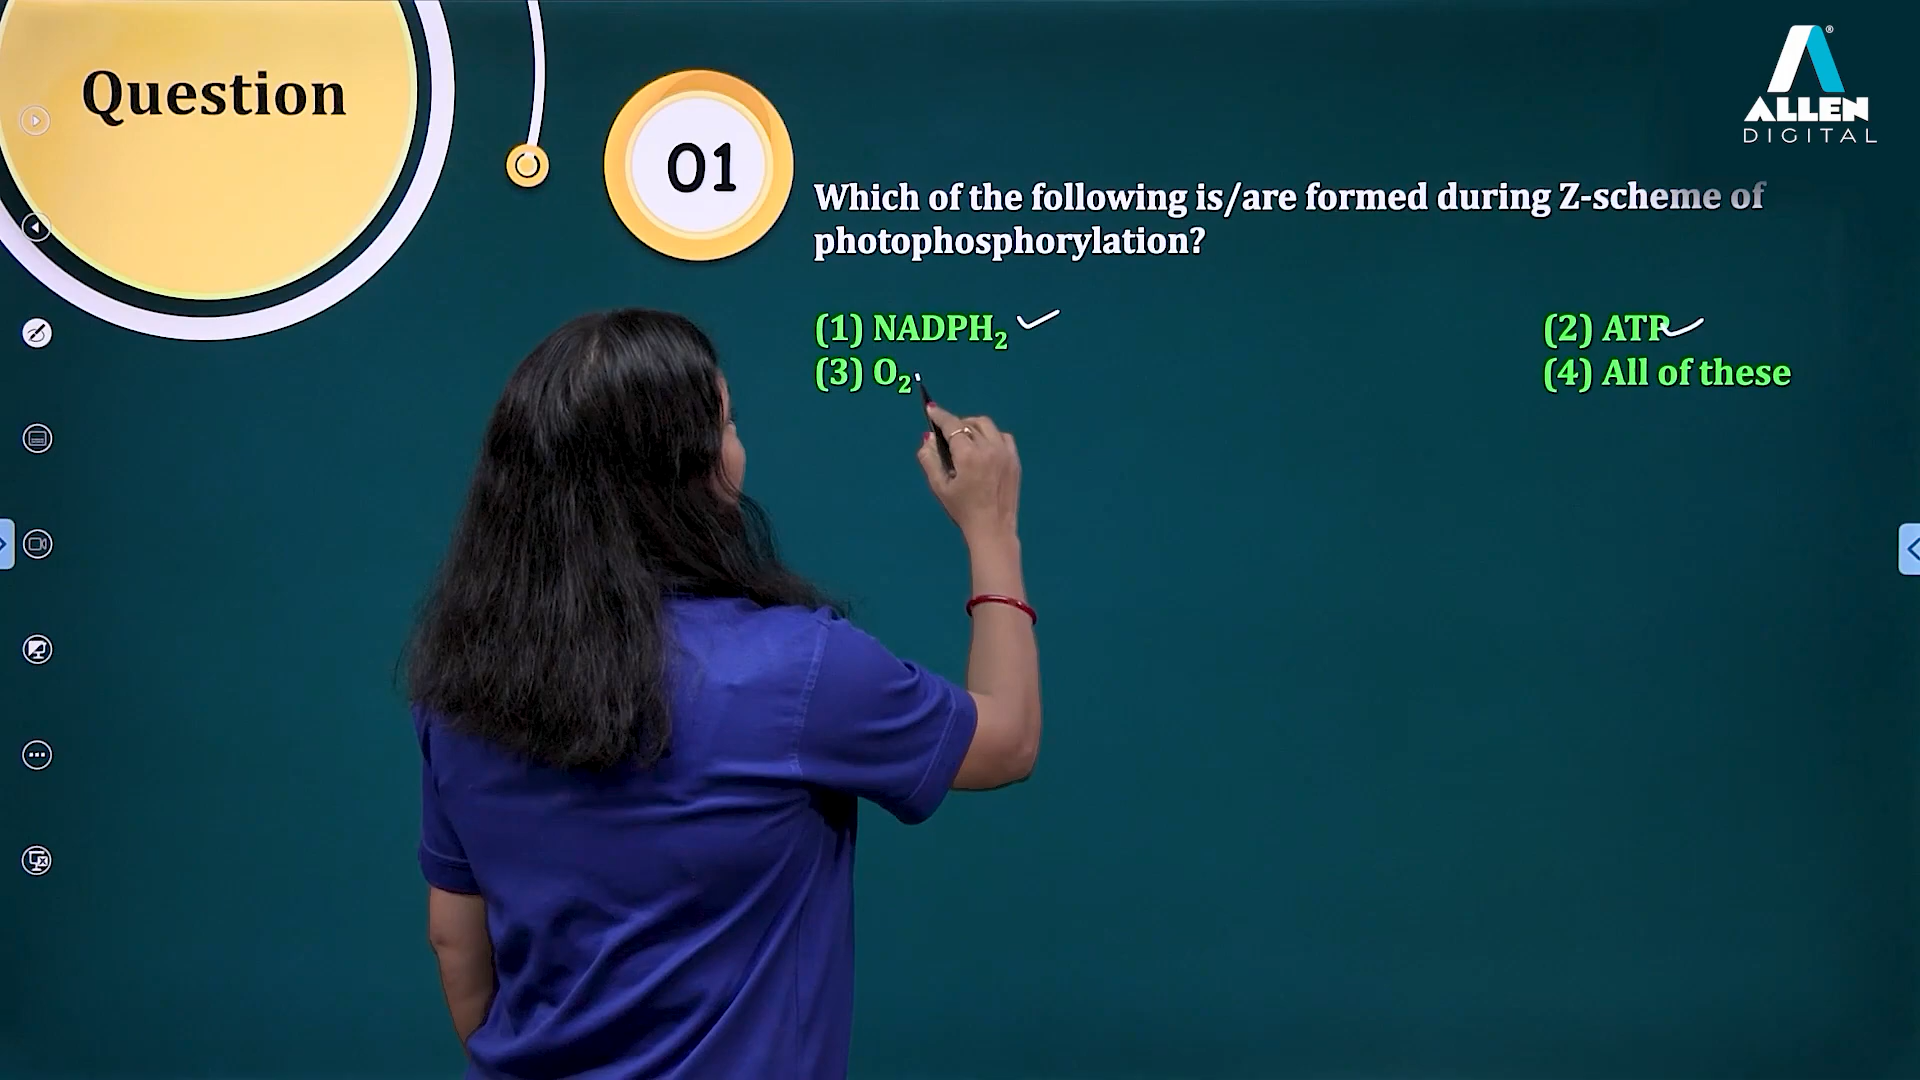 Question
01
ALLEN
DIGITAL
Which of the following is/are formed during Z-scheme of
photophosphorylation?
(1) NADPH₂ ✓ (2) ATP ✓
(3) O₂ (4) All of these